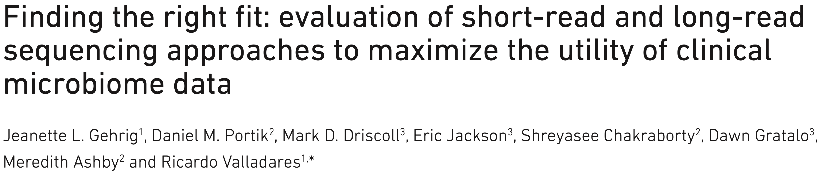 Finding the right fit: evaluation of short-read and long-read
sequencing approaches to maximize the utility of clinical
microbiome data
Jeanette L. Gehrig¹, Daniel M. Portik², Mark D. Driscoll³, Eric Jackson³, Shreyasee Chakraborty², Dawn Gratalo³,
Meredith Ashby² and Ricardo Valladares¹,*